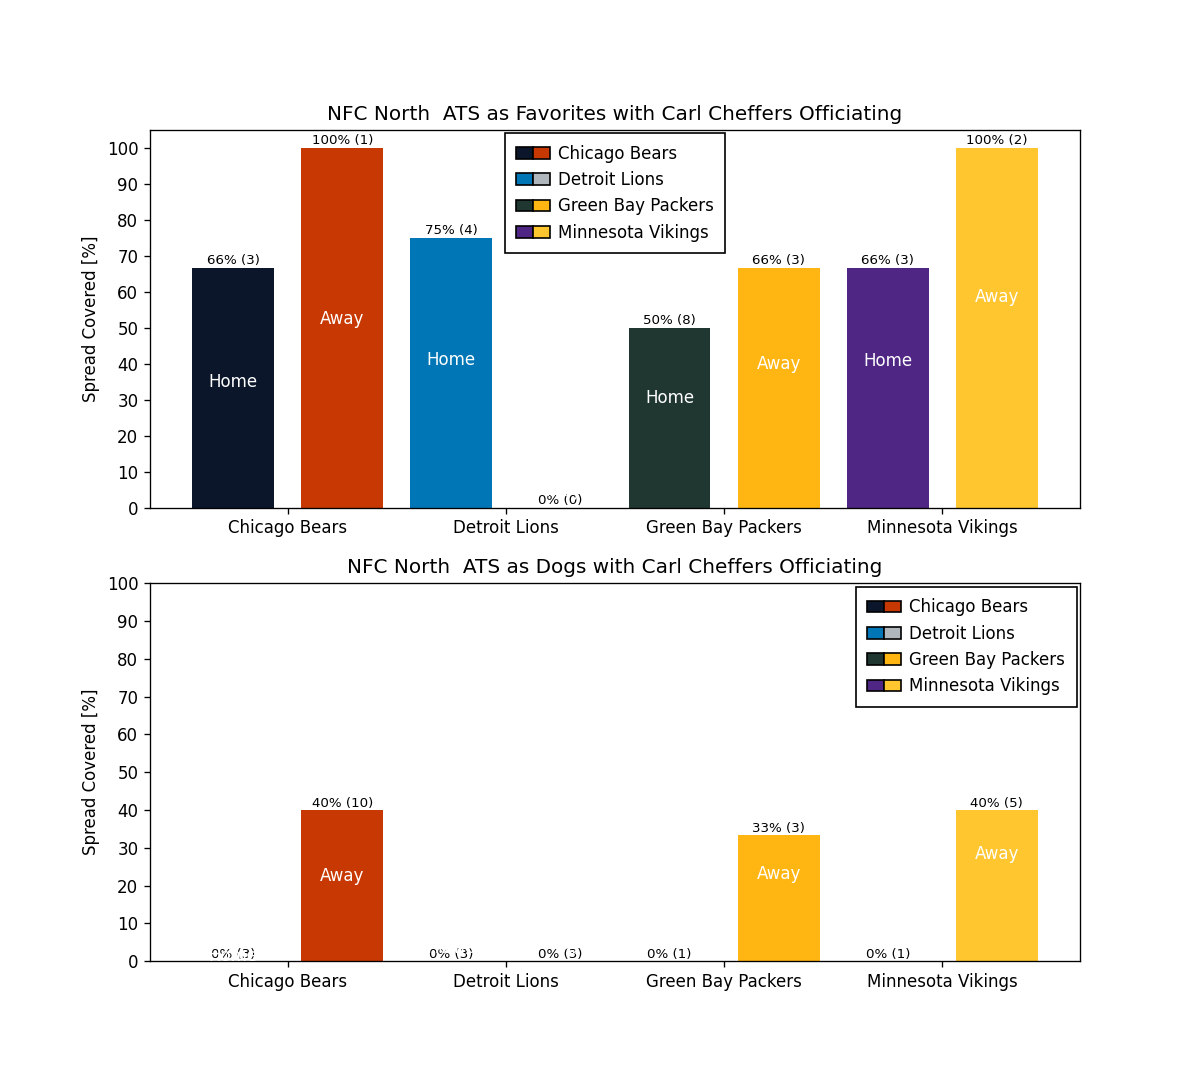 NFC North  ATS as Favorites with Carl Cheffers Officiating
Spread Covered [%]
100
90
80
70
60
50
40
30
20
10
0
66% (3)
100% (1)
75% (4)
0% (0)
50% (8)
66% (3)
66% (3)
100% (2)
Home
Away
Home
Home
Away
Home
Away
Chicago Bears
Detroit Lions
Green Bay Packers
Minnesota Vikings
Chicago Bears
Detroit Lions
Green Bay Packers
Minnesota Vikings
NFC North  ATS as Dogs with Carl Cheffers Officiating
Spread Covered [%]
100
90
80
70
60
50
40
30
20
10
0
Chicago Bears
Detroit Lions
Green Bay Packers
Minnesota Vikings
0% (3)
40% (10)
0% (3)
0% (3)
0% (1)
33% (3)
0% (1)
40% (5)
Away
Away
Away
Chicago Bears
Detroit Lions
Green Bay Packers
Minnesota Vikings